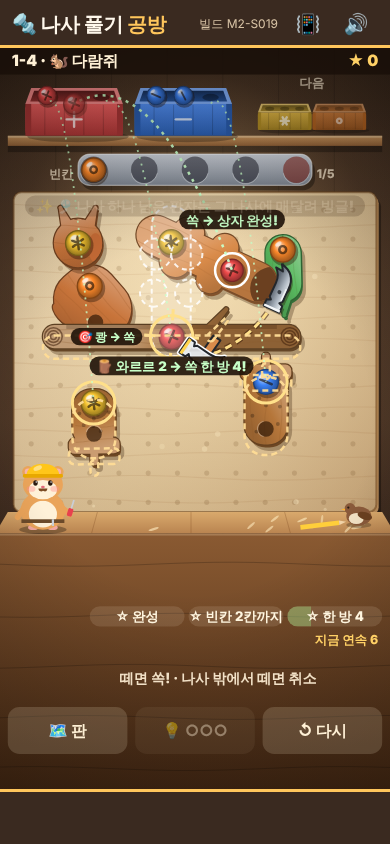 나사 풀기 공방
빌드 M2-S019
1-4 · 다람쥐
★ 0
다음
빈칸
1/5
쏙 → 상자 완성!
쾅 → 쏙
와르르 2 → 쏙 한 방 4!
☆ 완성
☆ 빈칸 2칸까지
☆ 한 방 4
지금 연속 6
떼면 쏙! · 나사 밖에서 떼면 취소
판
다시